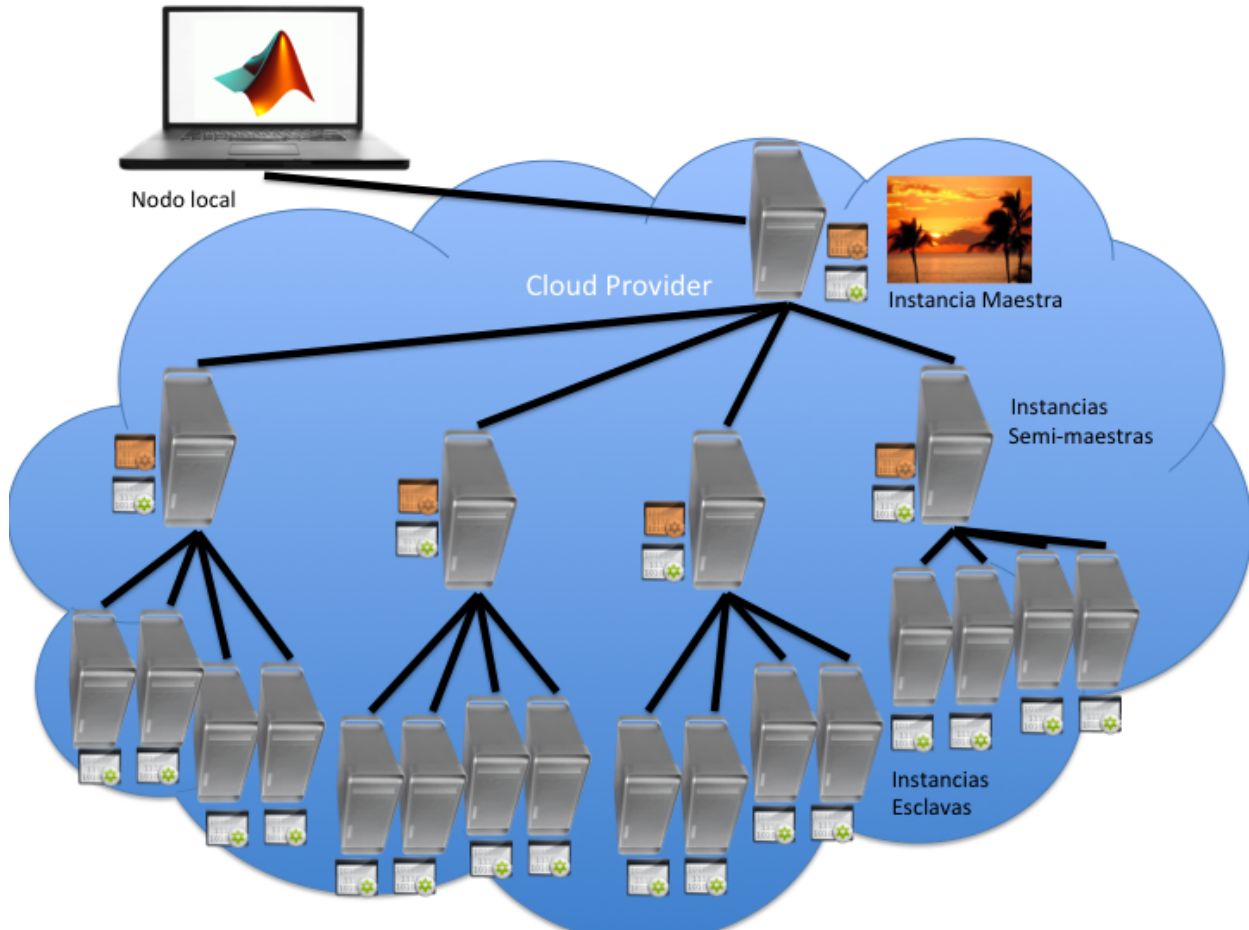 Nodo local
Cloud Provider
Instancia Maestra
Instancias
Semi-maestras
Instancias
Esclavas